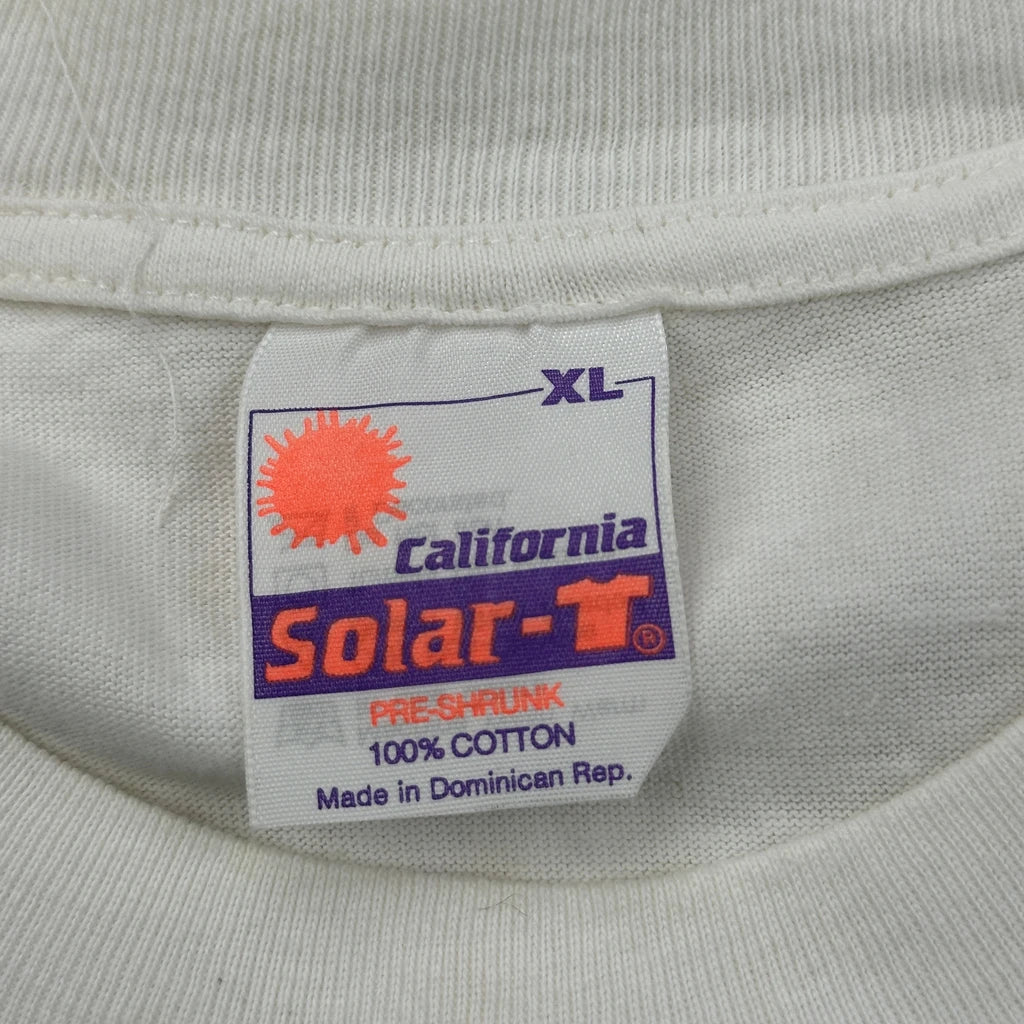 XL
California
Solar-T®
PRE-SHRUNK
100% COTTON
Made in Dominican Rep.